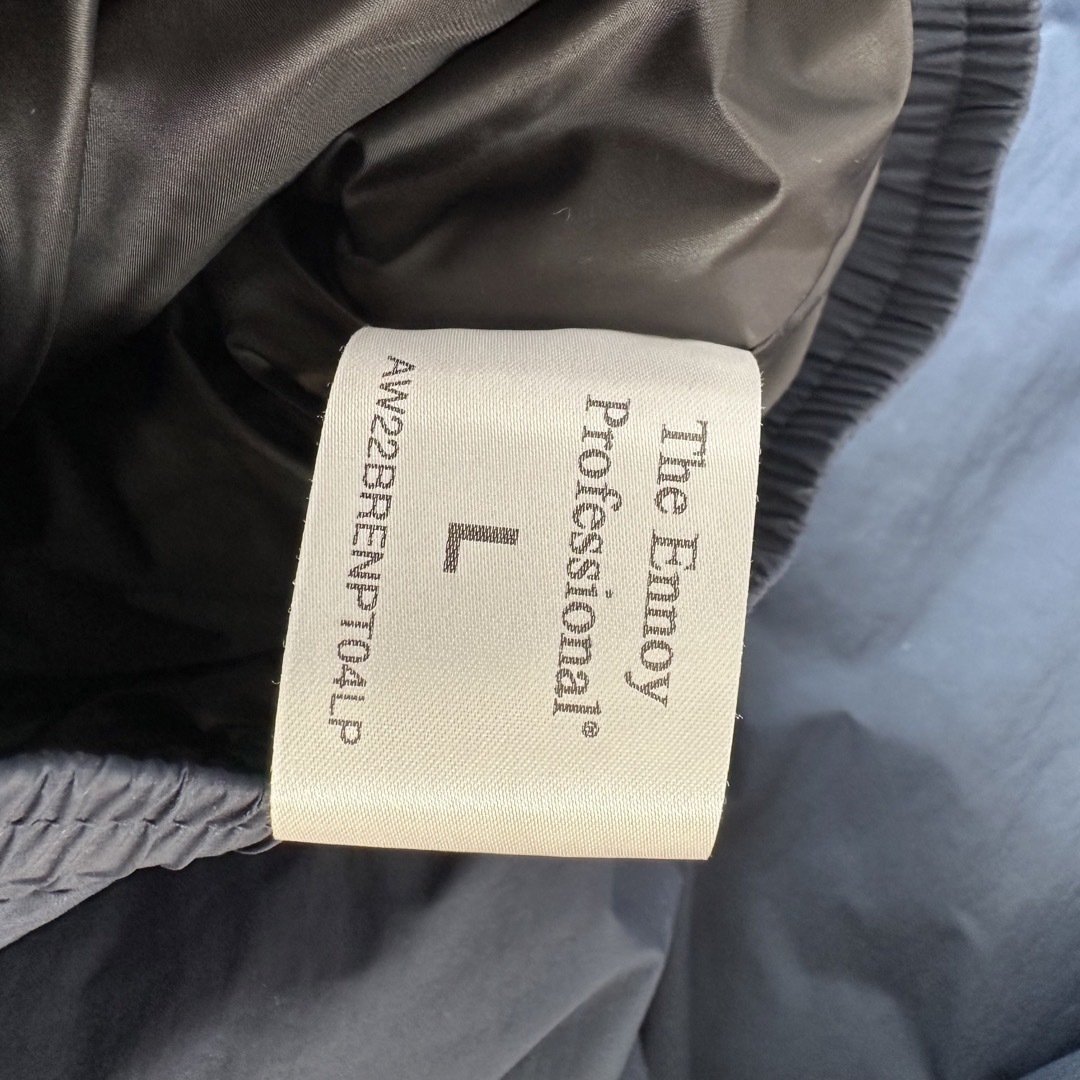 The Ennoy
Professional®
L
AW22BRENPT04LP